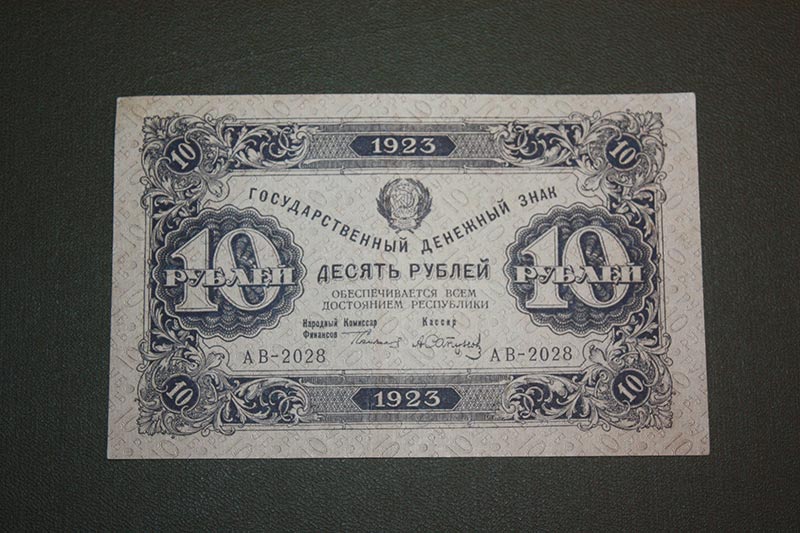 1923
10 10
ГОСУДАРСТВЕННЫЙ ДЕНЕЖНЫЙ ЗНАК
10 РУБЛЕЙ 10 РУБЛЕЙ
ДЕСЯТЬ РУБЛЕЙ
ОБЕСПЕЧИВАЕТСЯ ВСЕМ
ДОСТОЯНИЕМ РЕСПУБЛИКИ
Народный Комиссар Кассир
Финансов
АВ-2028 АВ-2028
10 10
1923